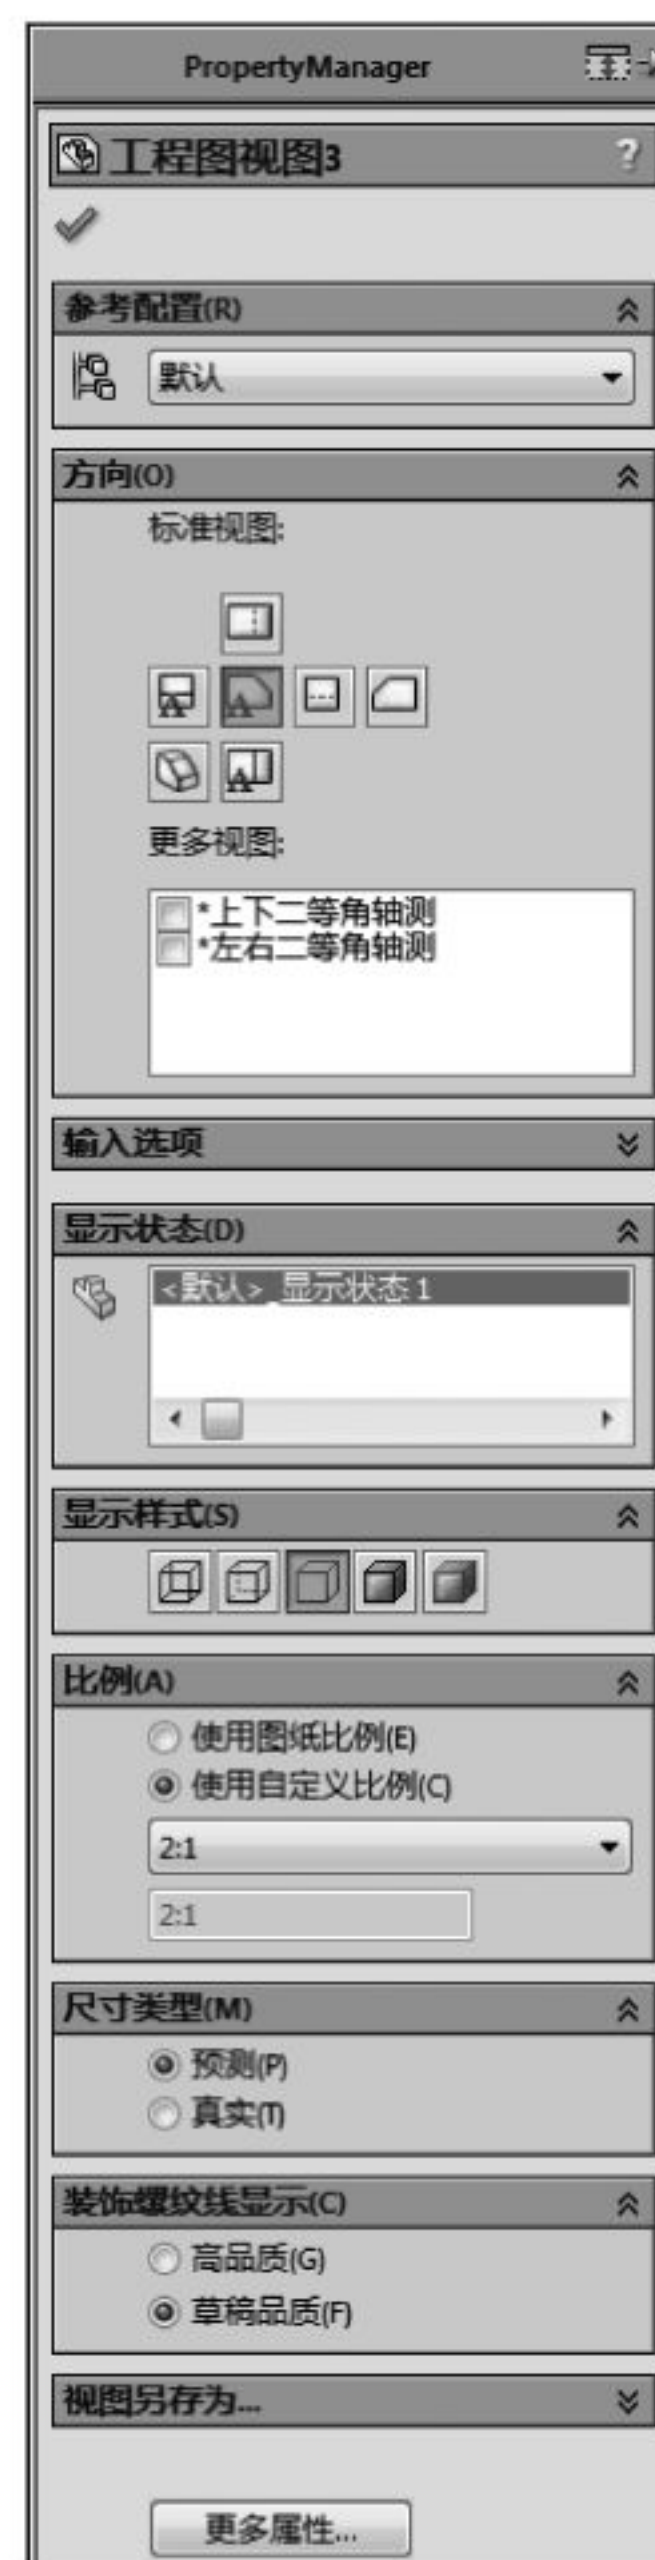 PropertyManager
工程图视图3
?
参考配置(R)
默认
方向(O)
标准视图:
更多视图:
*上下二等角轴测
*左右二等角轴测
输入选项
显示状态(D)
<默认>_显示状态 1
显示样式(S)
比例(A)
使用图纸比例(E)
使用自定义比例(C)
2:1
2:1
尺寸类型(M)
预测(P)
真实(T)
装饰螺纹线显示(C)
高品质(G)
草稿品质(F)
视图另存为...
更多属性...